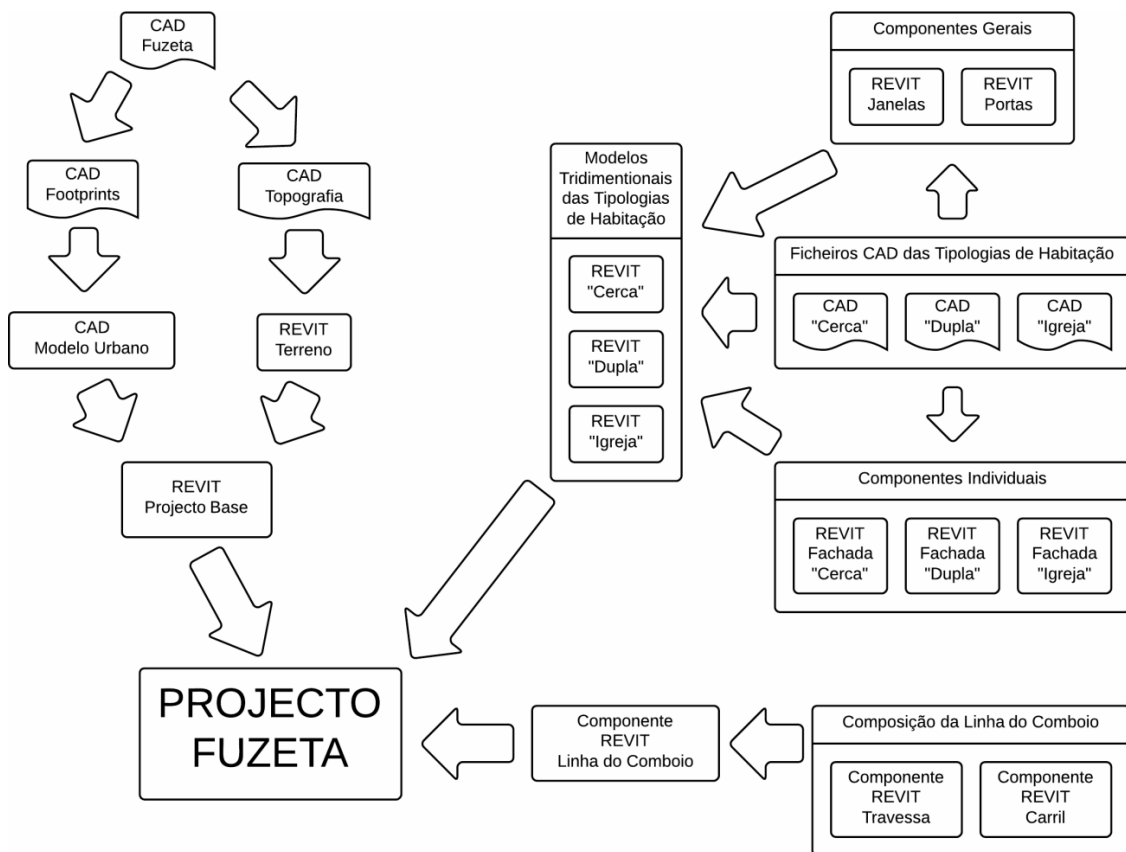 CAD
Fuzeta
CAD
Footprints
CAD
Topografia
CAD
Modelo Urbano
REVIT
Terreno
REVIT
Projecto Base
PROJECTO
FUZETA
Modelos
Tridimentionais
das Tipologias
de Habitação
REVIT
"Cerca"
REVIT
"Dupla"
REVIT
"Igreja"
Componentes Gerais
REVIT
Janelas
REVIT
Portas
Ficheiros CAD das Tipologias de Habitação
CAD
"Cerca"
CAD
"Dupla"
CAD
"Igreja"
Componentes Individuais
REVIT
Fachada
"Cerca"
REVIT
Fachada
"Dupla"
REVIT
Fachada
"Igreja"
Componente
REVIT
Linha do Comboio
Composição da Linha do Comboio
Componente
REVIT
Travessa
Componente
REVIT
Carril